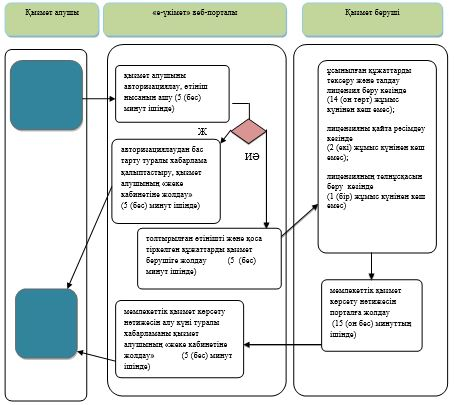 Қызмет алушы
«е-үкімет» веб-порталы
Қызмет беруші
қызмет алушыны
авторизациялау, өтініш
нысанын ашу (5 (бес)
минут ішінде)
Ж
ИӘ
авторизациялаудан бас
тарту туралы хабарлама
қалыптастыру, қызмет
алушының «жеке
кабинетіне жолдау»
(5 (бес) минут ішінде)
толтырылған өтінішті және қоса
тіркелген құжаттарды қызмет
берушіге жолдау (5 (бес)
минут ішінде)
мемлекеттік қызмет көрсету
нәтижесін алу күні туралы
хабарламаны қызмет
алушының «жеке кабинетіне
жолдау» (5 (бес) минут
ішінде)
ұсынылған құжаттарды
тексеру және талдау
лицензия беру кезінде
(14 (он төрт) жұмыс
күнінен кеш емес);
лицензияны қайта ресімдеу
кезінде
(2 (екі) жұмыс күнінен кеш
емес);
лицензияның телнұсқасын
беру кезінде
(1 (бір) жұмыс күнінен кеш
емес)
мемлекеттік қызмет
көрсету нәтижесін
порталға жолдау
(15 (он бес) минуттың
ішінде)